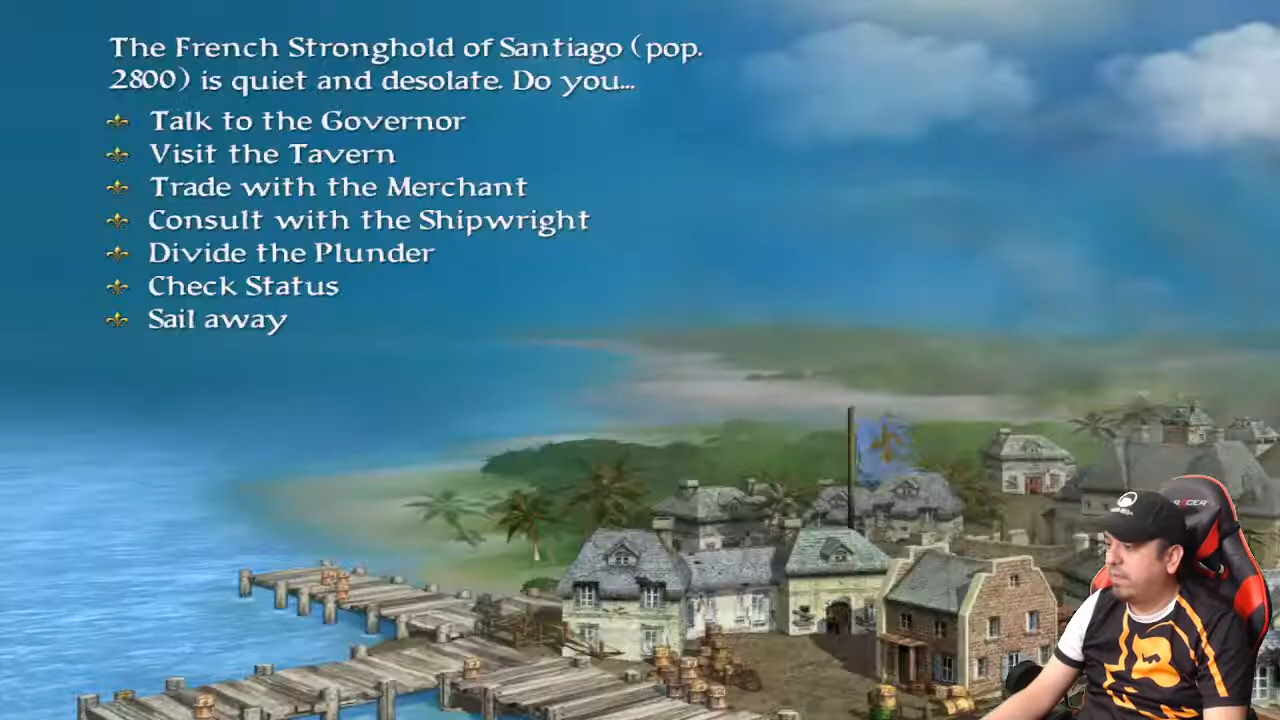 The French Stronghold of Santiago (pop.
2800) is quiet and desolate. Do you...
Talk to the Governor
Visit the Tavern
Trade with the Merchant
Consult with the Shipwright
Divide the Plunder
Check Status
Sail away